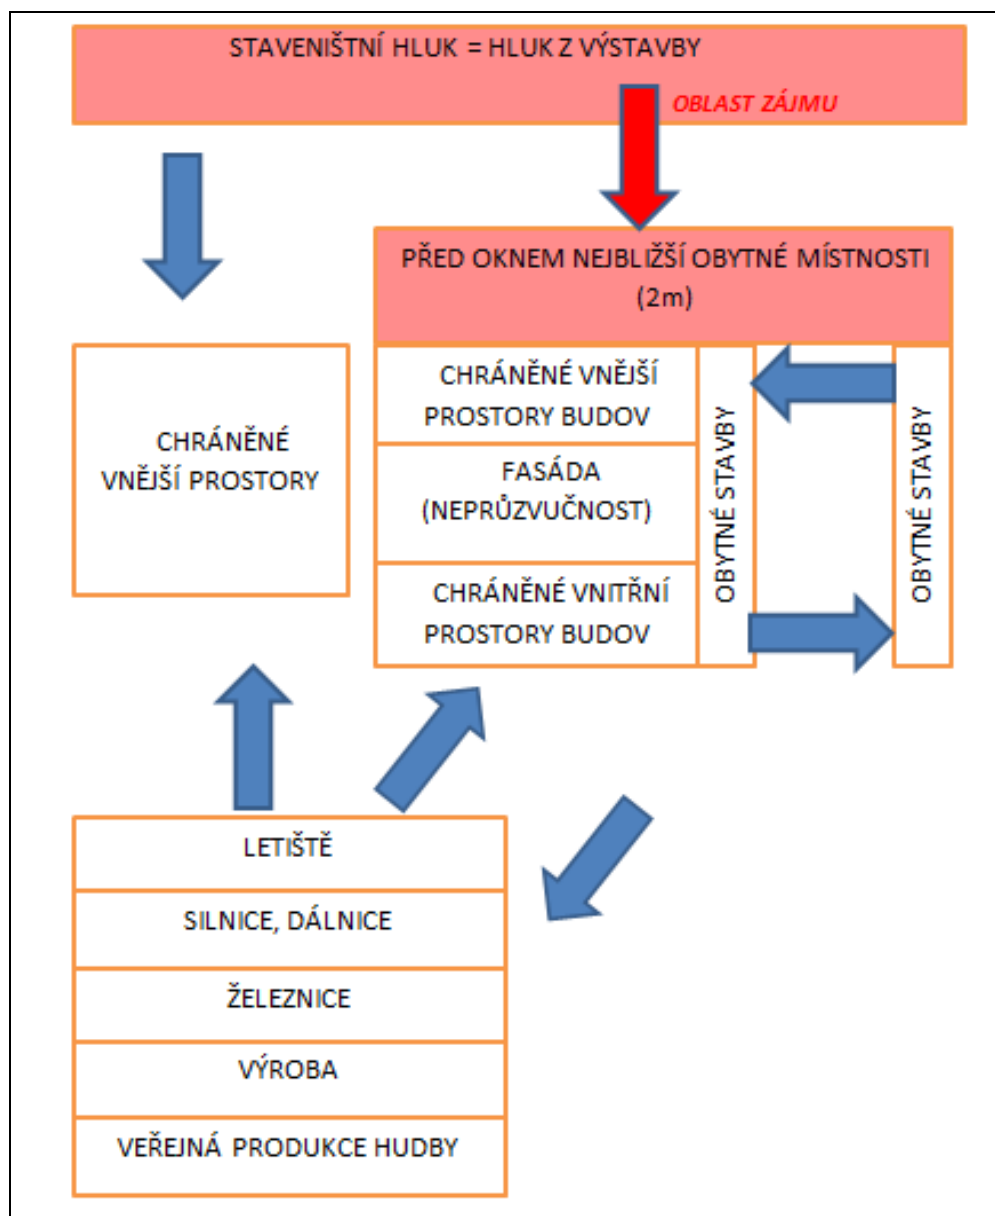 STAVENIŠTNÍ HLUK = HLUK Z VÝSTAVBY
OBLAST ZÁJMU
PŘED OKNEM NEJBLIŽŠÍ OBYTNÉ MÍSTNOSTI
(2m)
CHRÁNĚNÉ
VNĚJŠÍ PROSTORY
CHRÁNĚNÉ VNĚJŠÍ
PROSTORY BUDOV
FASÁDA
(NEPRŮZVUČNOST)
CHRÁNĚNÉ VNITŘNÍ
PROSTORY BUDOV
OBYTNÉ STAVBY
OBYTNÉ STAVBY
LETIŠTĚ
SILNICE, DÁLNICE
ŽELEZNICE
VÝROBA
VEŘEJNÁ PRODUKCE HUDBY